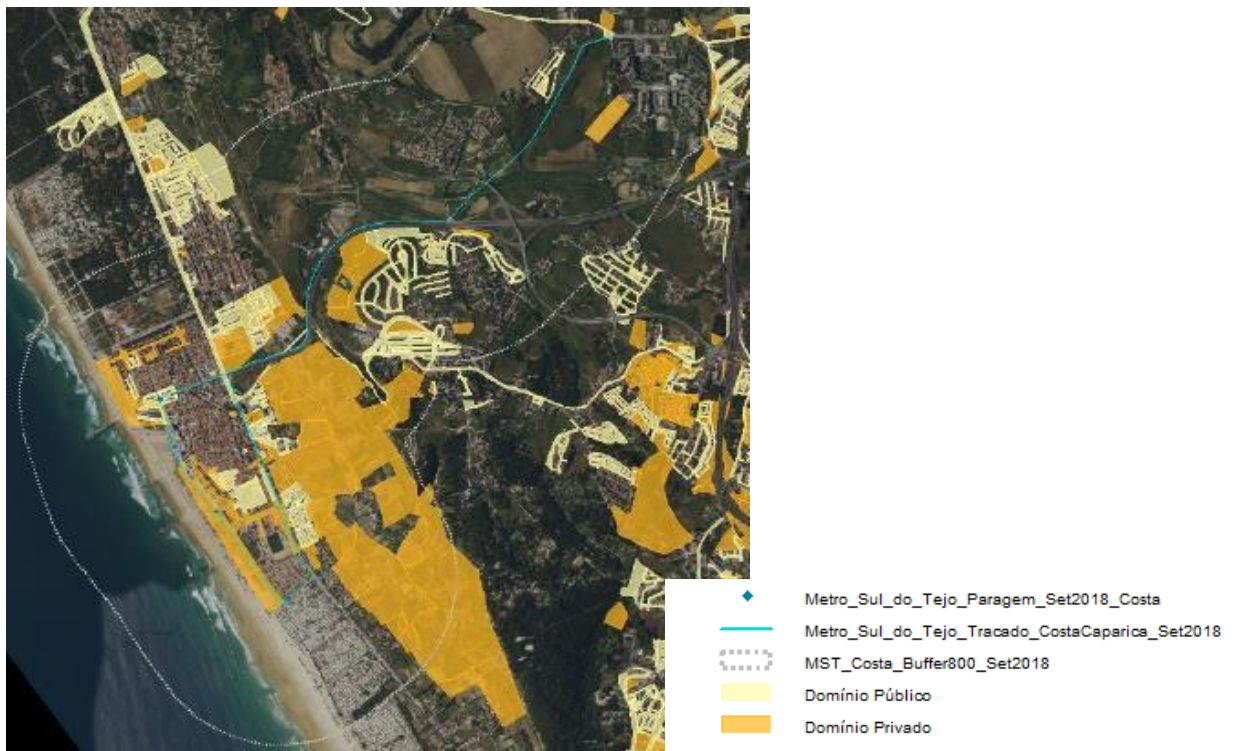 Metro_Sul_do_Tejo_Paragem_Set2018_Costa
Metro_Sul_do_Tejo_Tracado_CostaCaparica_Set2018
MST_Costa_Buffer800_Set2018
Domínio Público
Domínio Privado